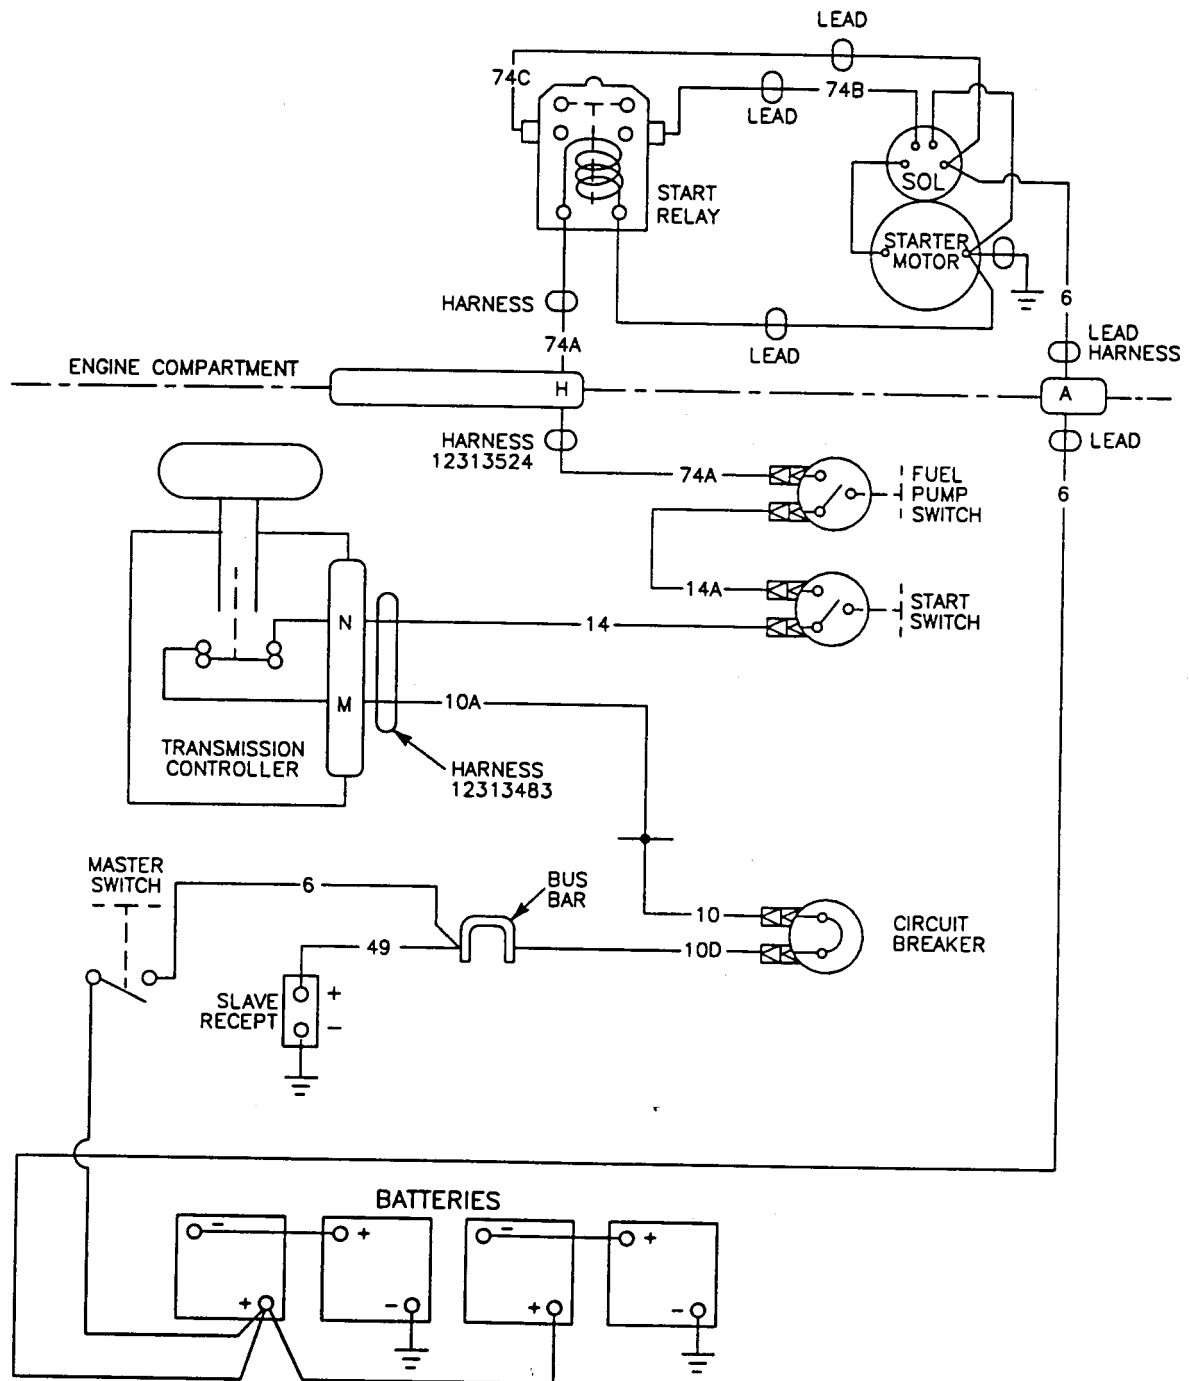 LEAD
74C
74B
LEAD
SOL
START
RELAY
STARTER
MOTOR
HARNESS
6
74A
LEAD
LEAD
HARNESS
ENGINE COMPARTMENT
H
A
HARNESS
12313524
LEAD
74A
FUEL
PUMP
SWITCH
6
14A
START
SWITCH
N
14
M
10A
TRANSMISSION
CONTROLLER
HARNESS
12313483
MASTER
SWITCH
6
BUS
BAR
10
CIRCUIT
BREAKER
49
10D
SLAVE
RECEPT
+
-
BATTERIES
- + - +
+ - + -